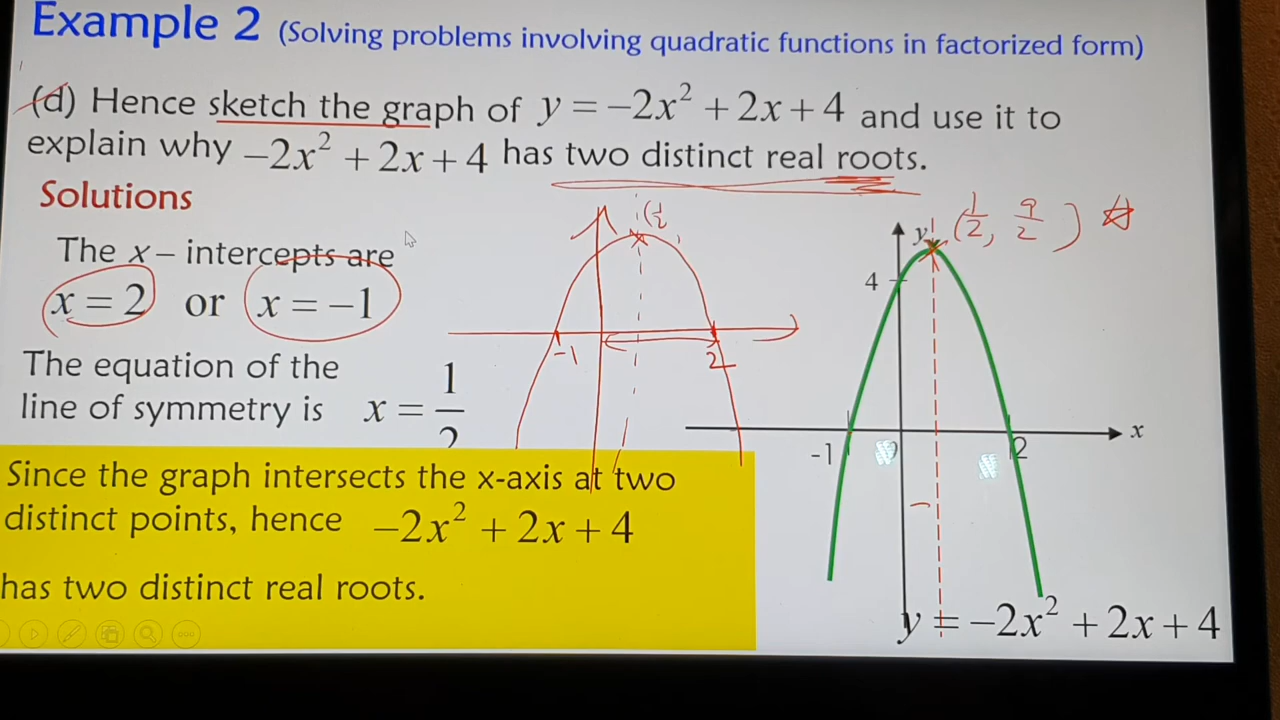 Example 2 (Solving problems involving quadratic functions in factorized form)
(d) Hence sketch the graph of y = −2x² + 2x + 4 and use it to
explain why −2x² + 2x + 4 has two distinct real roots.
Solutions
The x − intercepts are
x = 2 or x = −1
The equation of the
line of symmetry is x = 1/2
Since the graph intersects the x-axis at two
distinct points, hence −2x² + 2x + 4
has two distinct real roots.
(1/2,
-1 2
y (1/2, 9/2)
4
x
-1 2
y = −2x² + 2x + 4